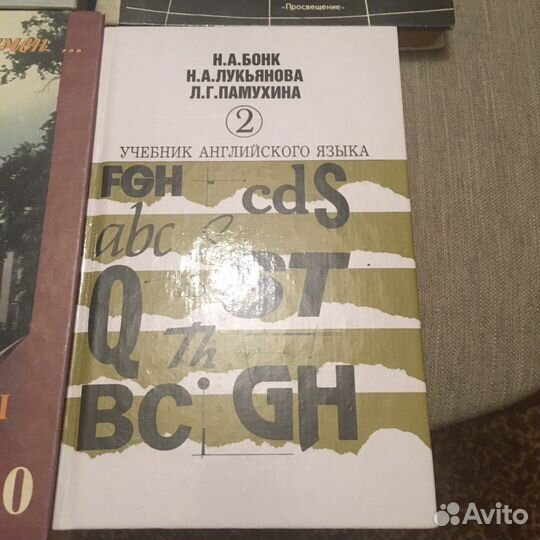 «Просвещение»
Н.А.БОНК
Н.А.ЛУКЬЯНОВА
Л.Г.ПАМУХИНА
2
УЧЕБНИК АНГЛИЙСКОГО ЯЗЫКА
FGH
cdS
abc
S
Q
ST
Th
BC
GH
О
Avito